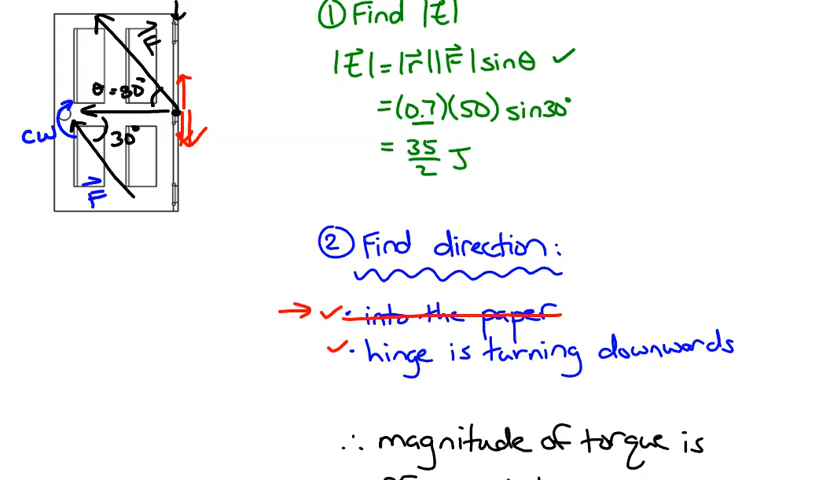 ① Find |τ⃗|
|τ⃗| = |r⃗||F⃗| sinθ ✓
= (0.7)(50) sin30°
= 35/2 J
F⃗
θ = 30°
30°
CW
F⃗
② Find direction:
→ ✓ · into the paper
✓ · hinge is turning downwards
∴ magnitude of torque is